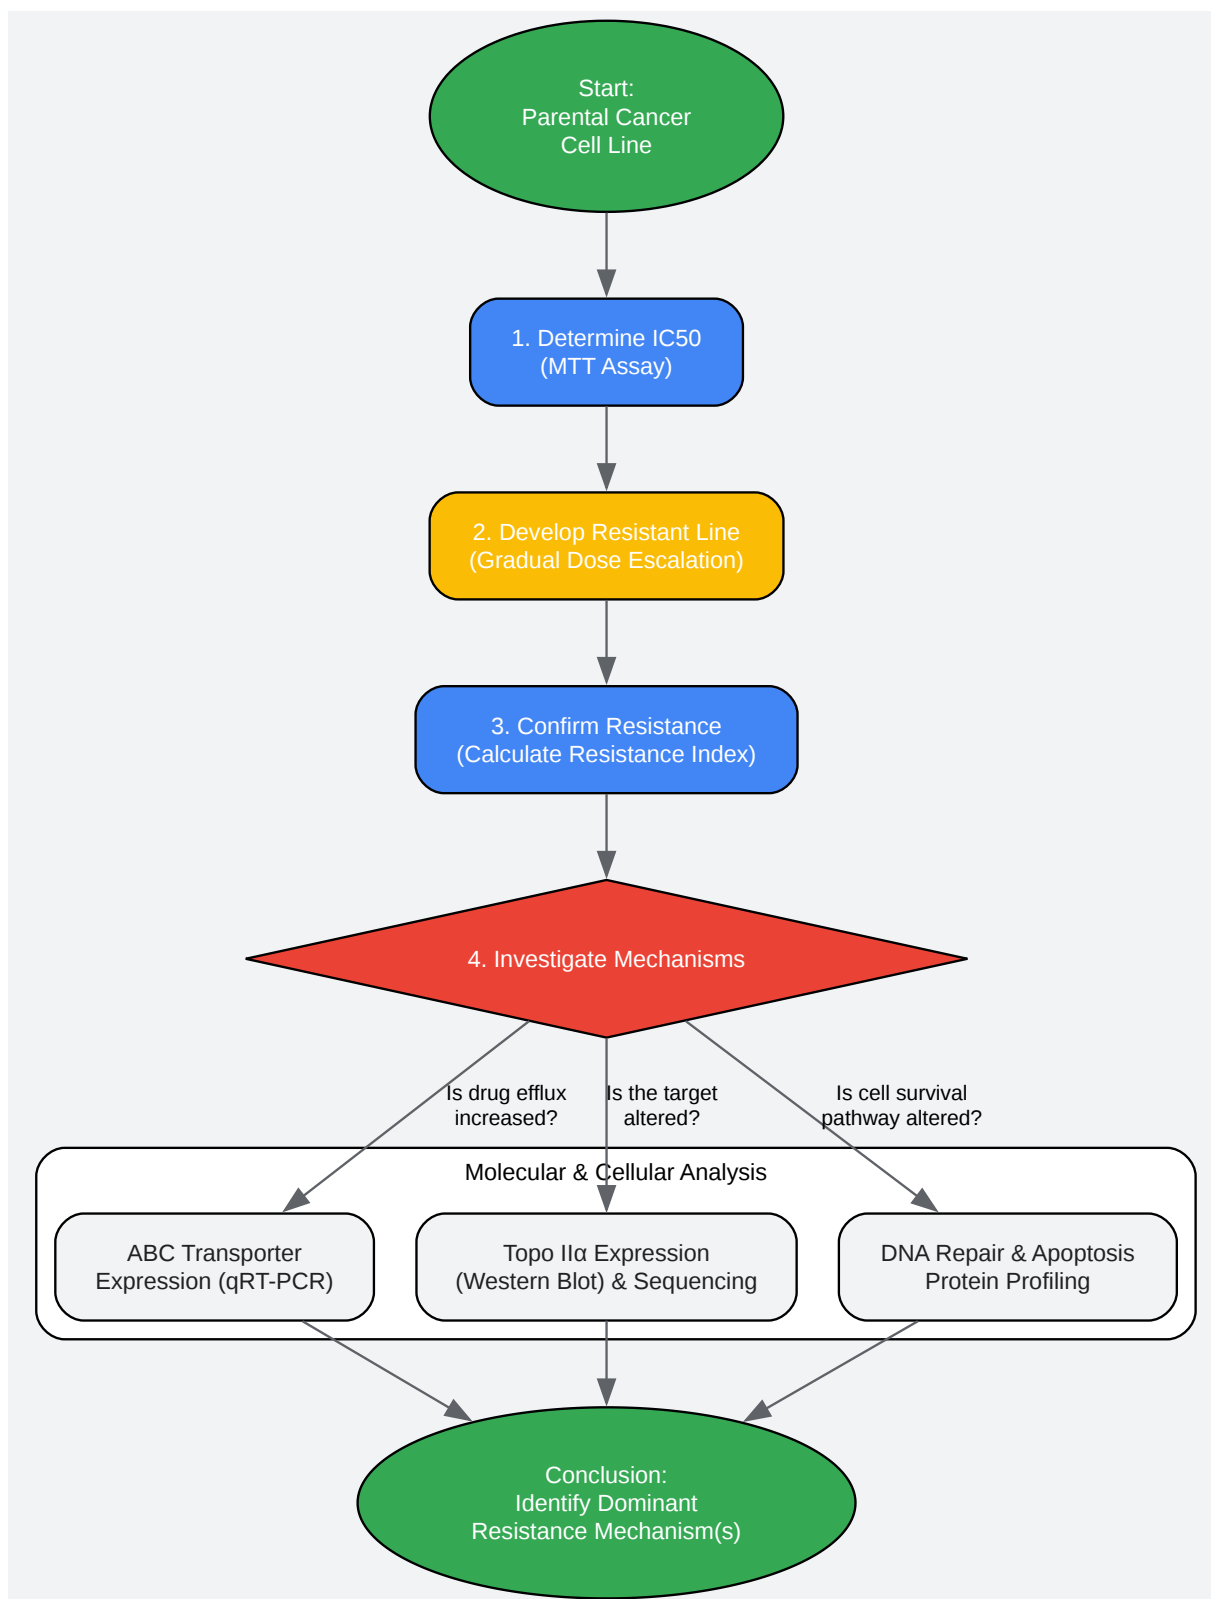 Start:
Parental Cancer
Cell Line
1. Determine IC50
(MTT Assay)
2. Develop Resistant Line
(Gradual Dose Escalation)
3. Confirm Resistance
(Calculate Resistance Index)
4. Investigate Mechanisms
Is drug efflux
increased?
Is the target
altered?
Is cell survival
pathway altered?
Molecular & Cellular Analysis
ABC Transporter
Expression (qRT-PCR)
Topo IIα Expression
(Western Blot) & Sequencing
DNA Repair & Apoptosis
Protein Profiling
Conclusion:
Identify Dominant
Resistance Mechanism(s)